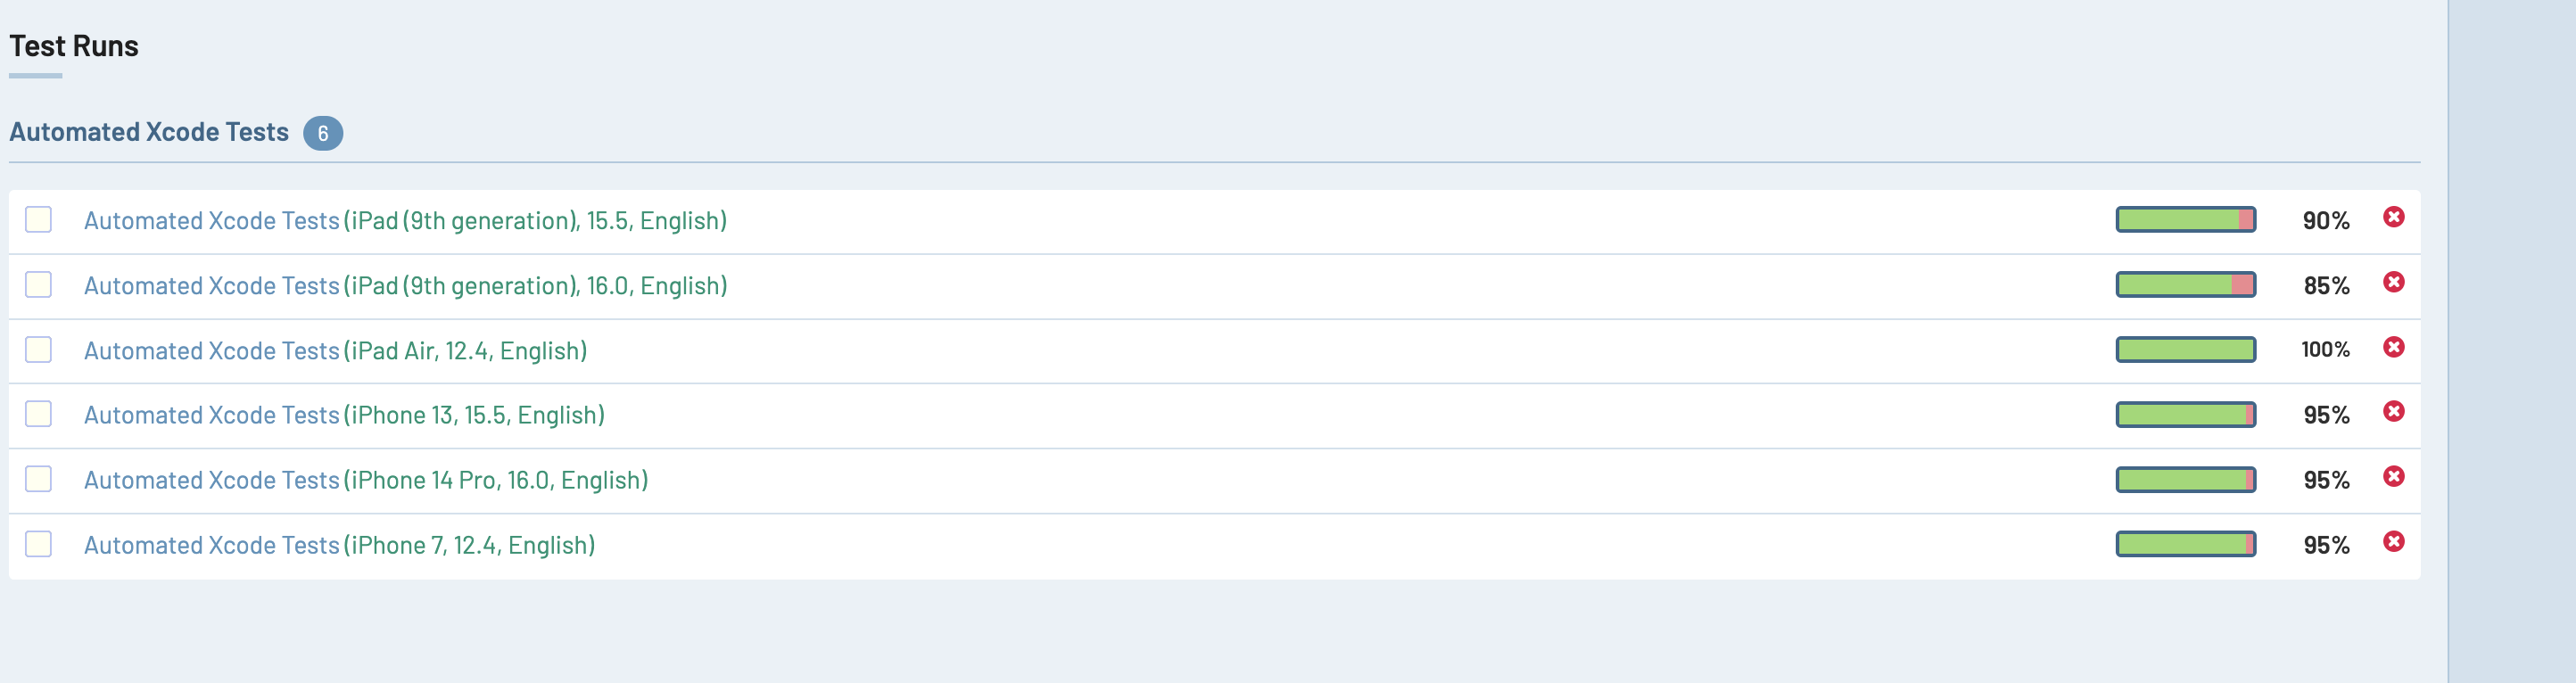 Test Runs
Automated Xcode Tests 6
Automated Xcode Tests (iPad (9th generation), 15.5, English) 90%
Automated Xcode Tests (iPad (9th generation), 16.0, English) 85%
Automated Xcode Tests (iPad Air, 12.4, English) 100%
Automated Xcode Tests (iPhone 13, 15.5, English) 95%
Automated Xcode Tests (iPhone 14 Pro, 16.0, English) 95%
Automated Xcode Tests (iPhone 7, 12.4, English) 95%